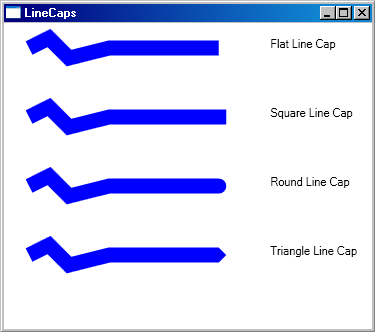 LineCaps
Flat Line Cap
Square Line Cap
Round Line Cap
Triangle Line Cap